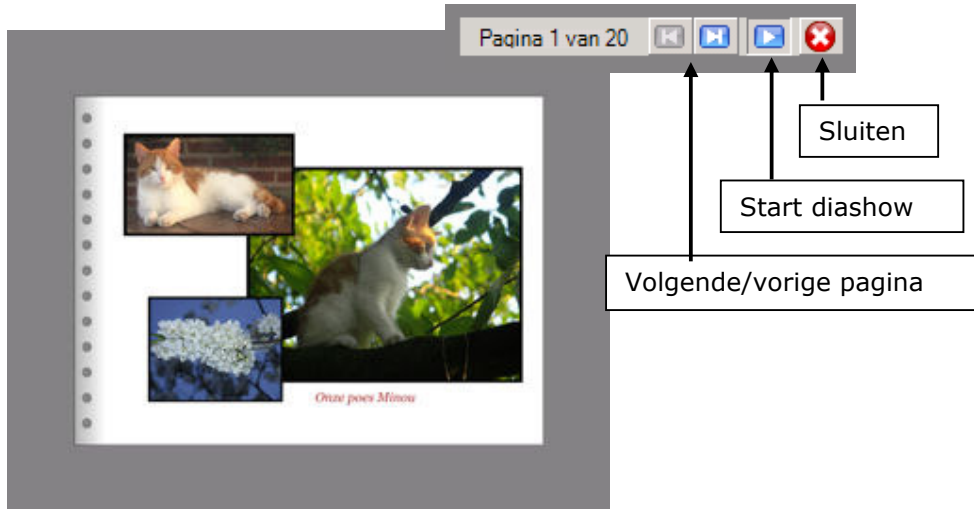 Pagina 1 van 20
Sluiten
Start diashow
Volgende/vorige pagina
Onze poes Minou